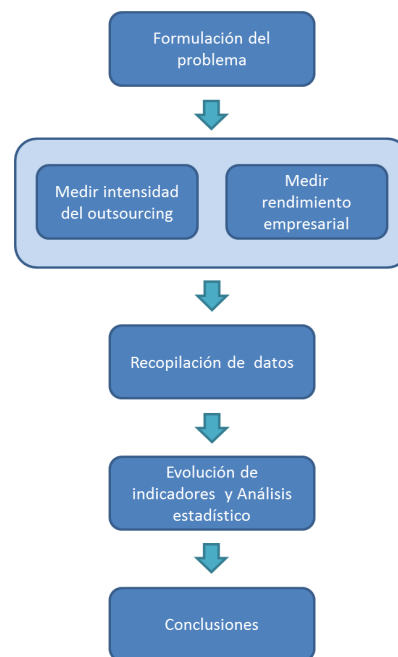 Formulación del
problema
Medir intensidad
del outsourcing
Medir
rendimiento
empresarial
Recopilación de datos
Evolución de
indicadores y Análisis
estadístico
Conclusiones